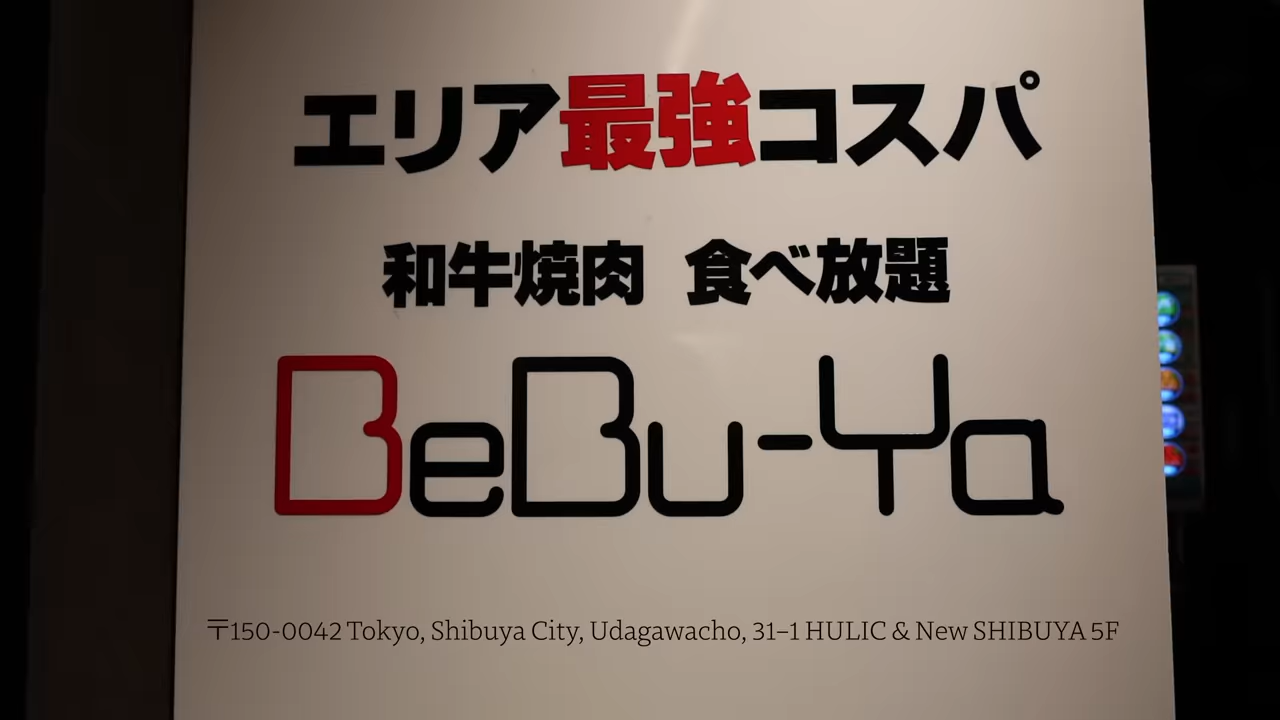 エリア最強コスパ
和牛焼肉 食べ放題
BeBu-Ya
〒150-0042 Tokyo, Shibuya City, Udagawacho, 31–1 HULIC & New SHIBUYA 5F